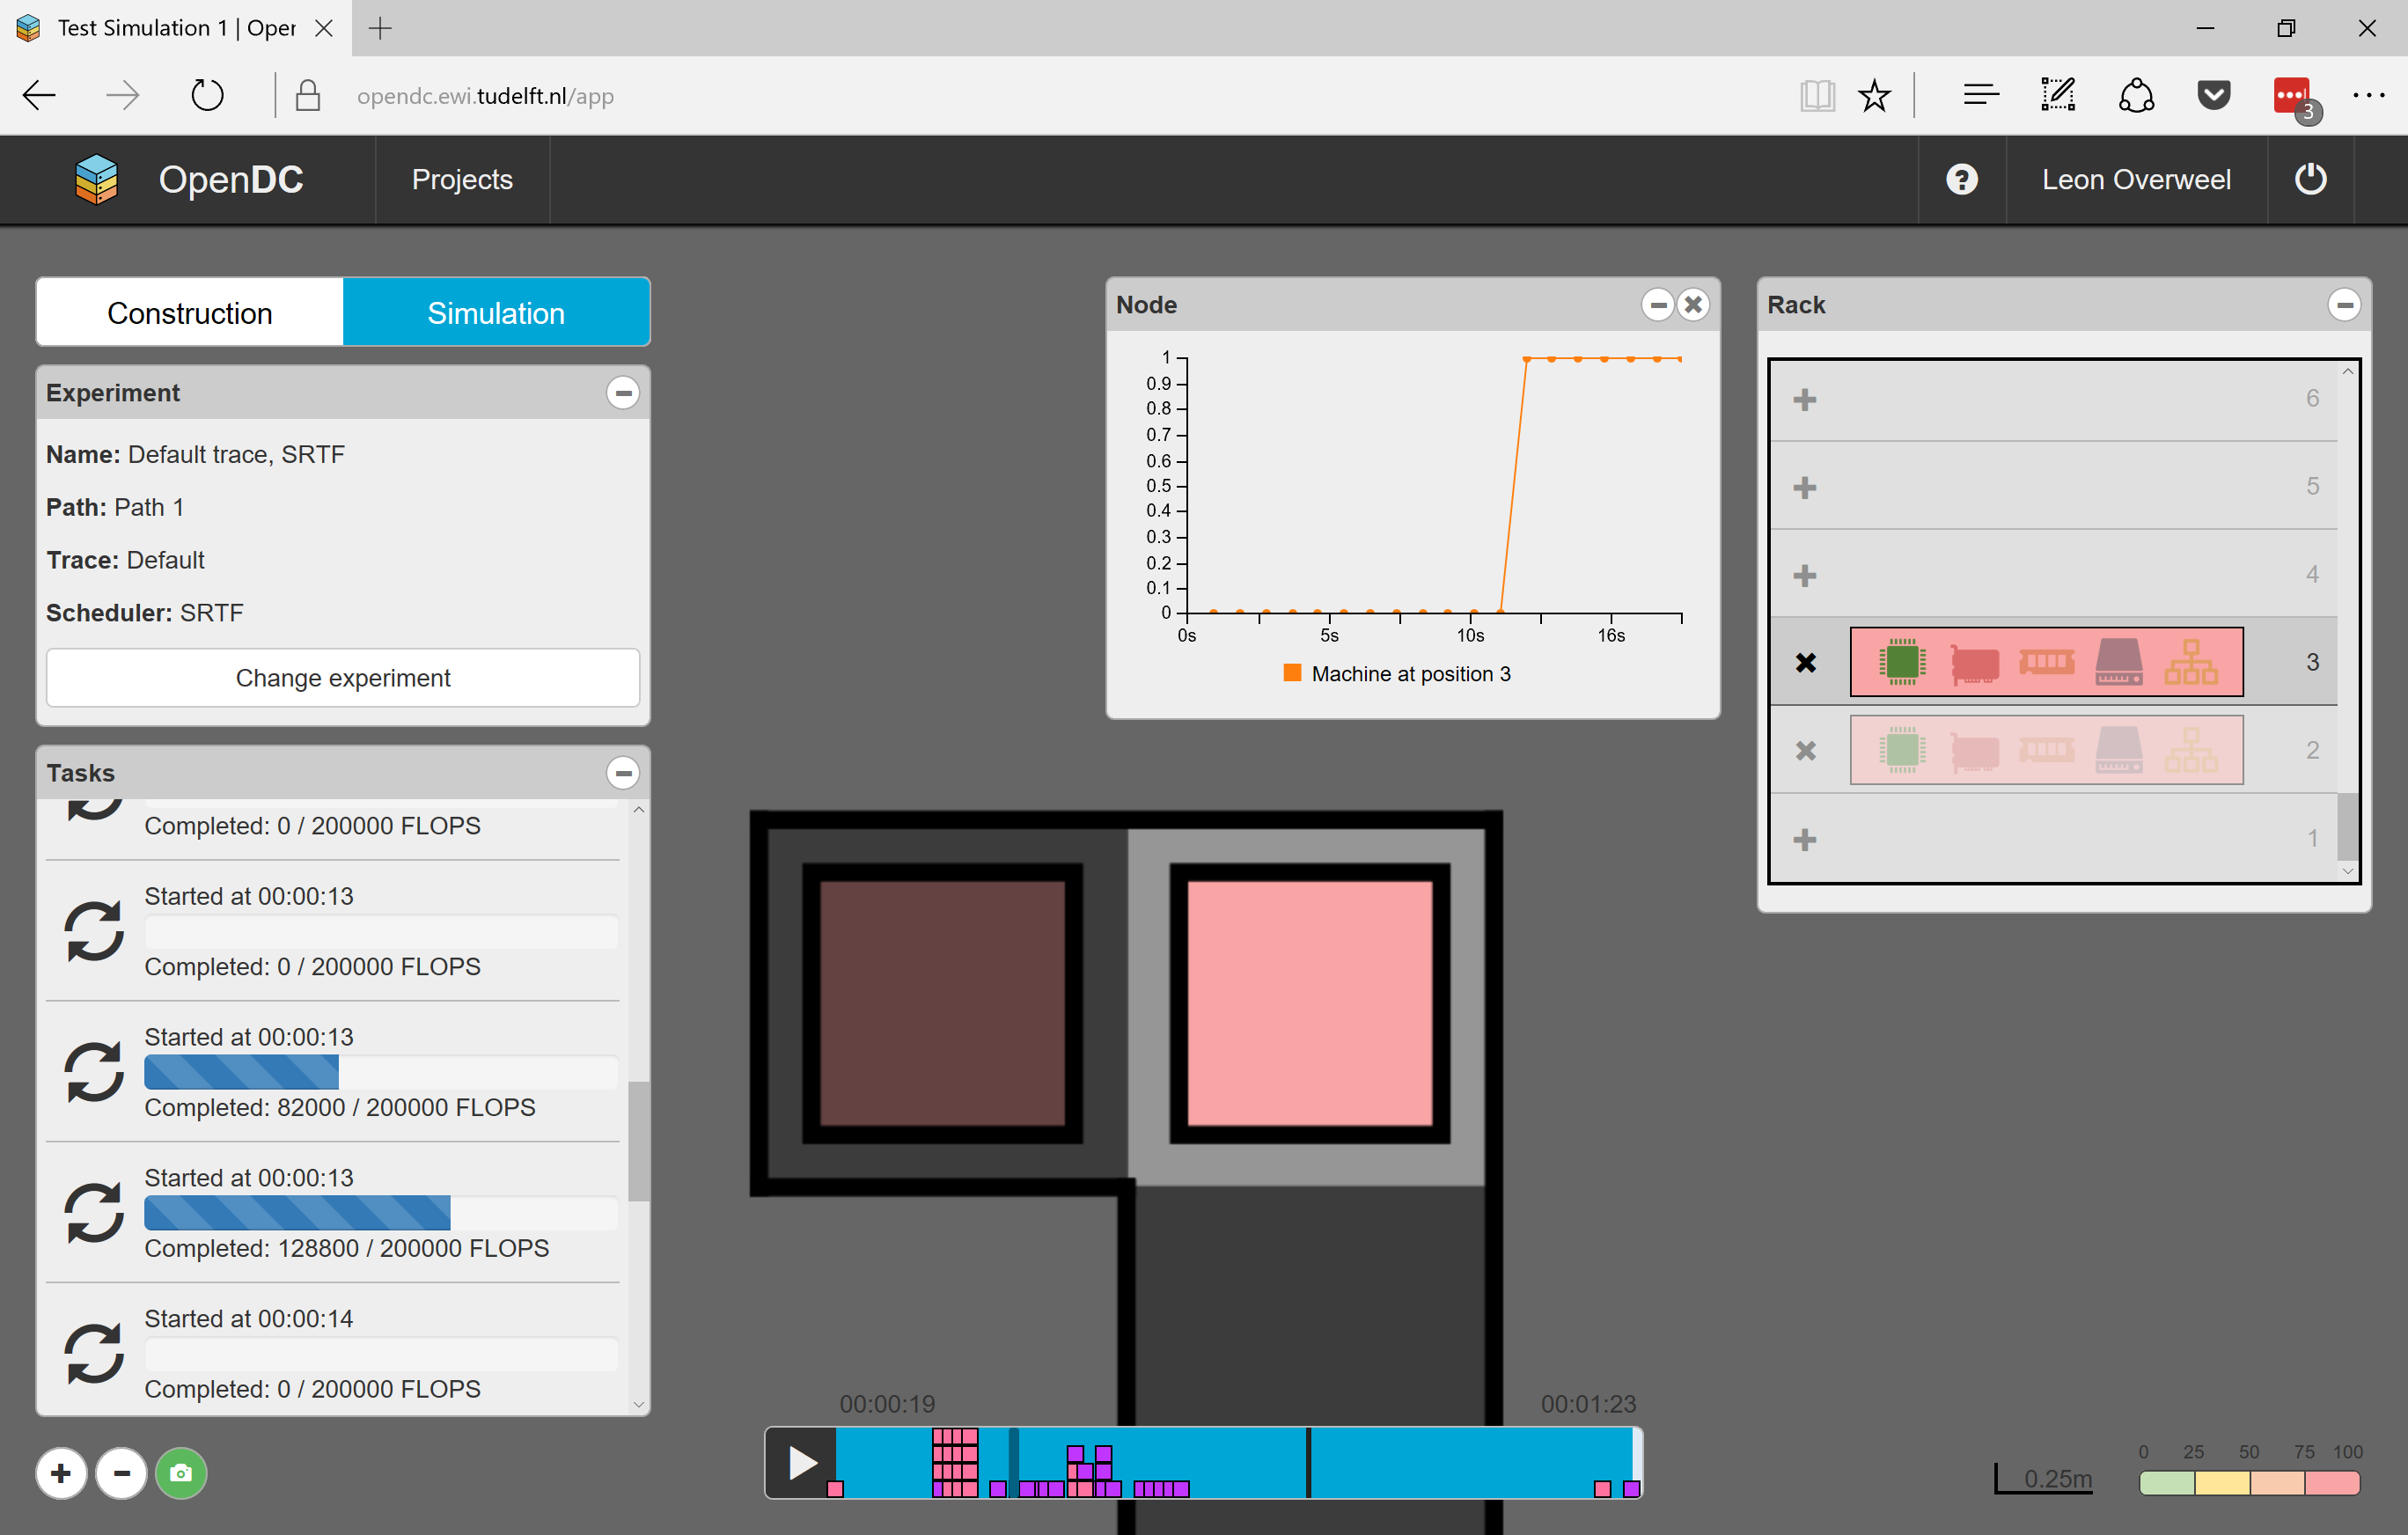 Test Simulation 1 | Oper
opendc.ewi.tudelft.nl/app
3
OpenDC
Projects
?
Leon Overweel
Construction
Simulation
Experiment
Name: Default trace, SRTF
Path: Path 1
Trace: Default
Scheduler: SRTF
Change experiment
Tasks
Completed: 0 / 200000 FLOPS
Started at 00:00:13
Completed: 0 / 200000 FLOPS
Started at 00:00:13
Completed: 82000 / 200000 FLOPS
Started at 00:00:13
Completed: 128800 / 200000 FLOPS
Started at 00:00:14
Completed: 0 / 200000 FLOPS
Node
1
0.9
0.8
0.7
0.6
0.5
0.4
0.3
0.2
0.1
0
0s
5s
10s
16s
Machine at position 3
Rack
6
5
4
3
2
1
00:00:19
00:01:23
0.25m
0
25
50
75
100